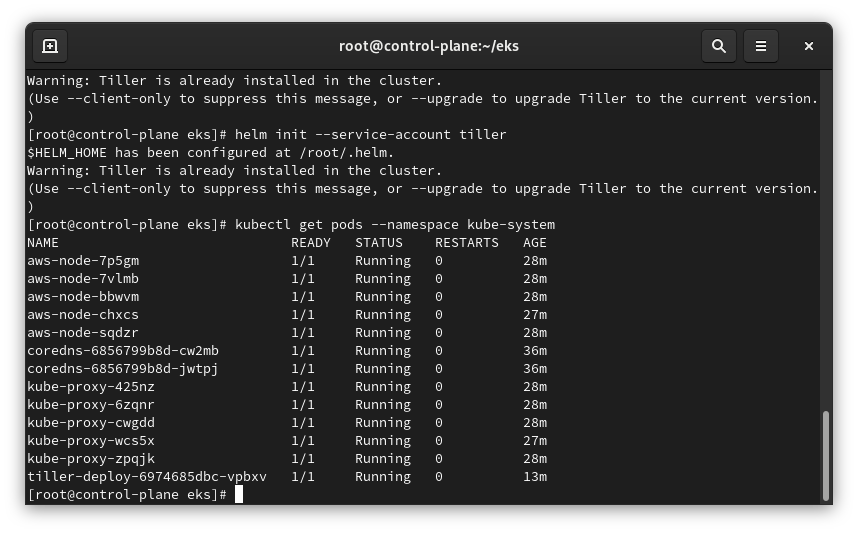 root@control-plane:~/eks
Warning: Tiller is already installed in the cluster.
(Use --client-only to suppress this message, or --upgrade to upgrade Tiller to the current version.
)
[root@control-plane eks]# helm init --service-account tiller
$HELM_HOME has been configured at /root/.helm.
Warning: Tiller is already installed in the cluster.
(Use --client-only to suppress this message, or --upgrade to upgrade Tiller to the current version.
)
[root@control-plane eks]# kubectl get pods --namespace kube-system
NAME                             READY   STATUS    RESTARTS   AGE
aws-node-7p5gm                   1/1     Running   0          28m
aws-node-7vlmb                   1/1     Running   0          28m
aws-node-bbwvm                   1/1     Running   0          28m
aws-node-chxcs                   1/1     Running   0          27m
aws-node-sqdzr                   1/1     Running   0          28m
coredns-6856799b8d-cw2mb         1/1     Running   0          36m
coredns-6856799b8d-jwtpj         1/1     Running   0          36m
kube-proxy-425nz                 1/1     Running   0          28m
kube-proxy-6zqnr                 1/1     Running   0          28m
kube-proxy-cwgdd                 1/1     Running   0          28m
kube-proxy-wcs5x                 1/1     Running   0          27m
kube-proxy-zpqjk                 1/1     Running   0          28m
tiller-deploy-6974685dbc-vpbxv   1/1     Running   0          13m
[root@control-plane eks]#